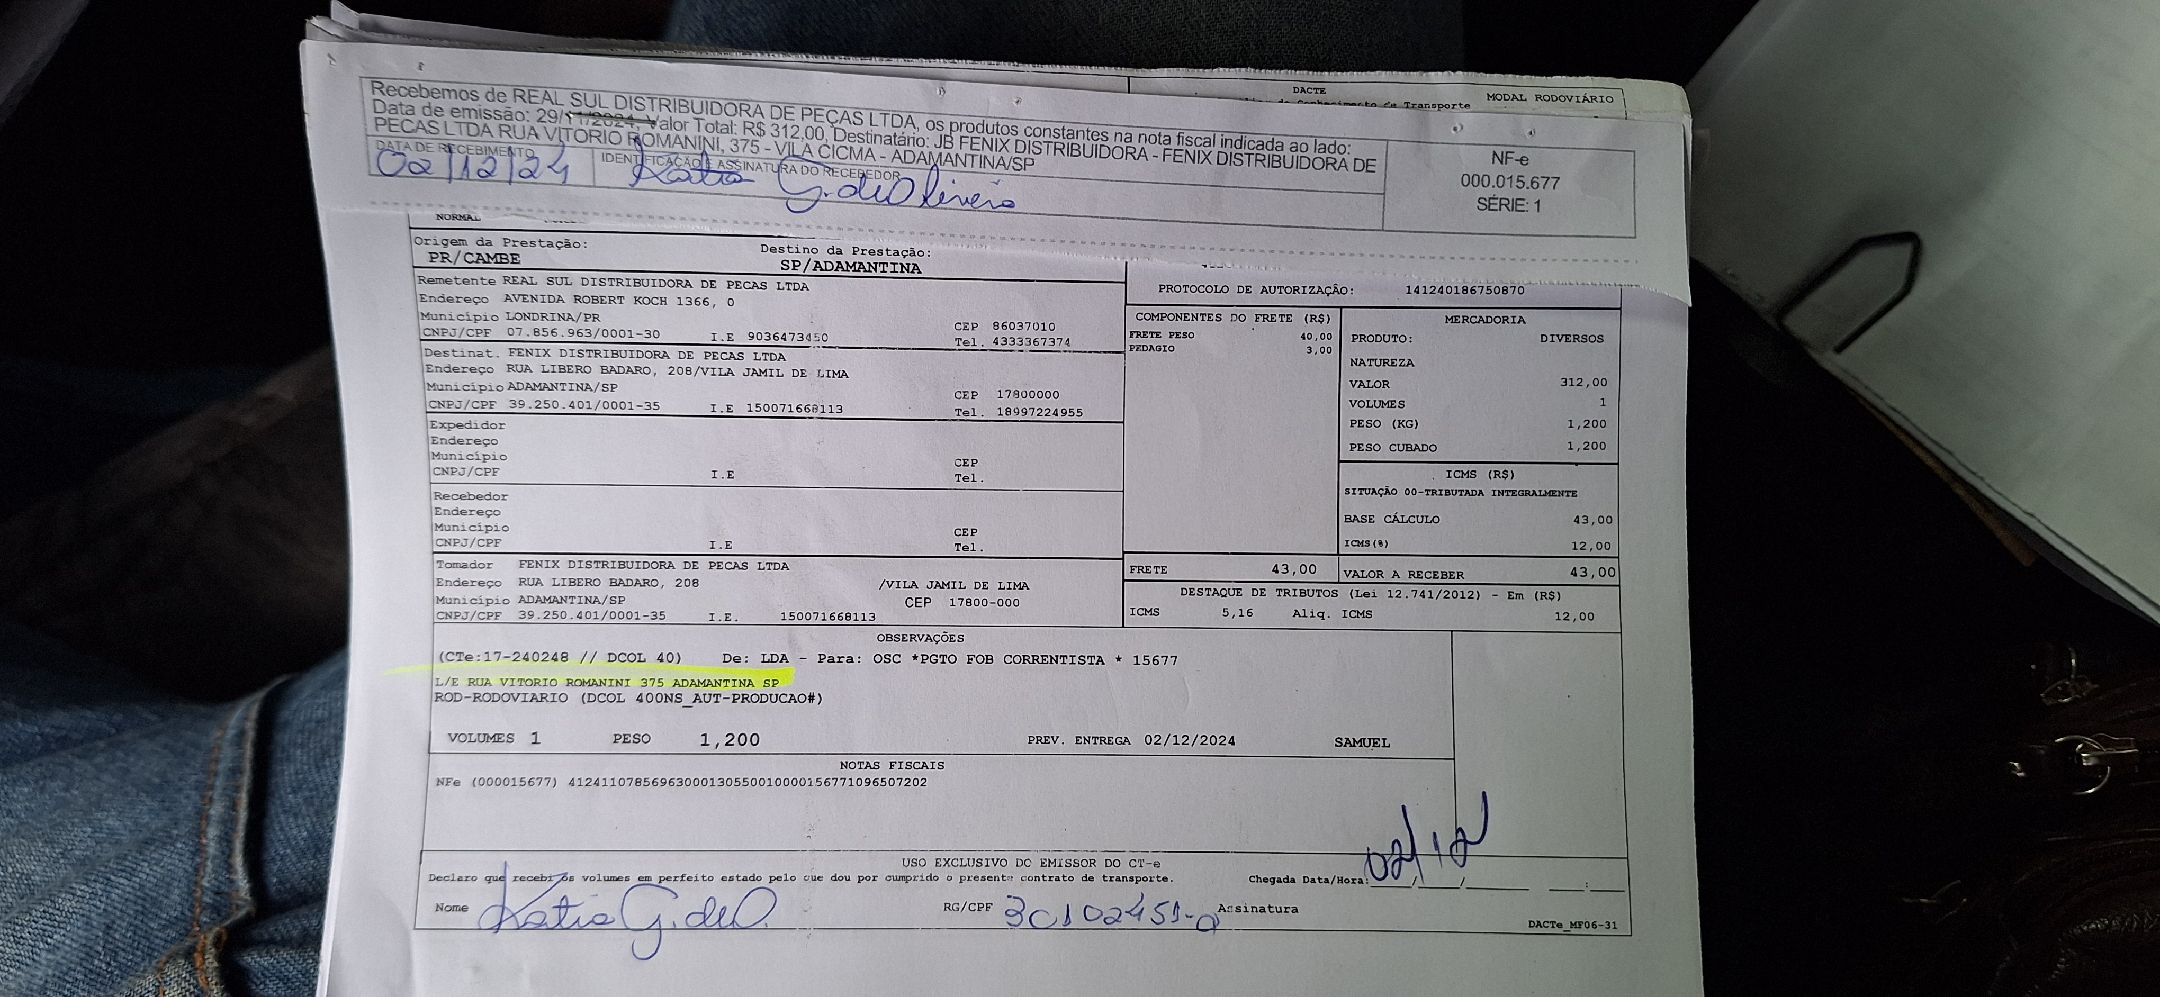 DACTE
MODAL RODOVIÁRIO
Recebemos de REAL SUL DISTRIBUIDORA DE PEÇAS LTDA, os produtos constantes na nota fiscal indicada ao lado:
Data de emissão: 29/11/2024, Valor Total: R$ 312,00, Destinatário: JB FENIX DISTRIBUIDORA - FENIX DISTRIBUIDORA DE
PECAS LTDA RUA VITORIO ROMANINI, 375 - VILA CICMA - ADAMANTINA/SP
DATA DE RECEBIMENTO IDENTIFICAÇÃO E ASSINATURA DO RECEBEDOR
02/12/24 Katia G. de Oliveira
NF-e
000.015.677
SÉRIE: 1
NORMAL
Origem da Prestação: Destino da Prestação:
PR/CAMBE SP/ADAMANTINA
Remetente REAL SUL DISTRIBUIDORA DE PECAS LTDA
Endereço AVENIDA ROBERT KOCH 1366, 0
Município LONDRINA/PR CEP 86037010
CNPJ/CPF 07.856.963/0001-30 I.E 9036473450 Tel. 4333367374
Destinat. FENIX DISTRIBUIDORA DE PECAS LTDA
Endereço RUA LIBERO BADARO, 208/VILA JAMIL DE LIMA
Município ADAMANTINA/SP CEP 17800000
CNPJ/CPF 39.250.401/0001-35 I.E 150071668113 Tel. 18997224955
Expedidor
Endereço
Município CEP
CNPJ/CPF I.E Tel.
Recebedor
Endereço
Município CEP
CNPJ/CPF I.E Tel.
Tomador FENIX DISTRIBUIDORA DE PECAS LTDA
Endereço RUA LIBERO BADARO, 208 /VILA JAMIL DE LIMA
Município ADAMANTINA/SP CEP 17800-000
CNPJ/CPF 39.250.401/0001-35 I.E. 150071668113
PROTOCOLO DE AUTORIZAÇÃO: 141240186750870
COMPONENTES DO FRETE (R$)
FRETE PESO 40,00
PEDAGIO 3,00
MERCADORIA
PRODUTO: DIVERSOS
NATUREZA
VALOR 312,00
VOLUMES 1
PESO (KG) 1,200
PESO CUBADO 1,200
ICMS (R$)
SITUAÇÃO 00-TRIBUTADA INTEGRALMENTE
BASE CÁLCULO 43,00
ICMS(%) 12,00
FRETE 43,00 VALOR A RECEBER 43,00
DESTAQUE DE TRIBUTOS (Lei 12.741/2012) - Em (R$)
ICMS 5,16 Aliq. ICMS 12,00
OBSERVAÇÕES
(CTe:17-240248 // DCOL 40) De: LDA - Para: OSC *PGTO FOB CORRENTISTA * 15677
L/E RUA VITORIO ROMANINI 375 ADAMANTINA SP
ROD-RODOVIARIO (DCOL 400NS_AUT-PRODUCAO#)
VOLUMES 1 PESO 1,200 PREV. ENTREGA 02/12/2024 SAMUEL
NOTAS FISCAIS
NFe (000015677) 41241107856963000130550010000156771096507202
USO EXCLUSIVO DO EMISSOR DO CT-e
Declaro que recebi os volumes em perfeito estado pelo que dou por cumprido o presente contrato de transporte. Chegada Data/Hora: 02/12
Nome Katia G. de O. RG/CPF Assinatura
DACTe_MF06-31